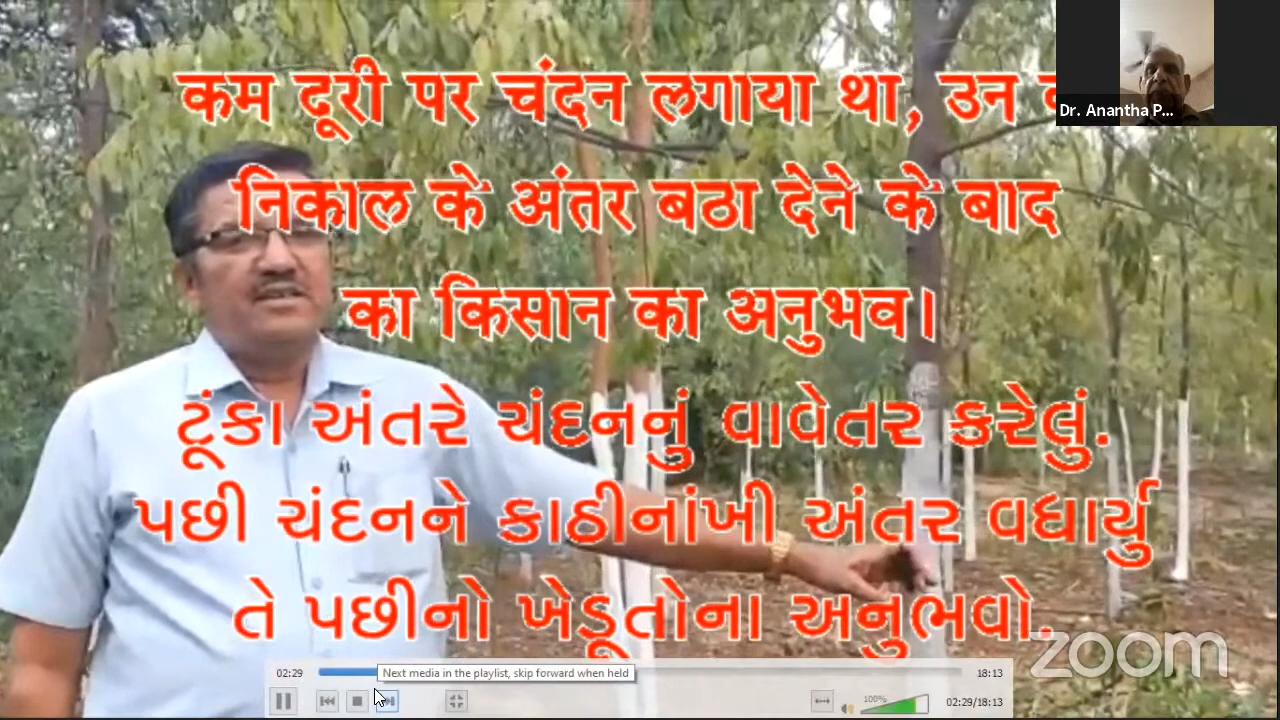 कम दूरी पर चंदन लगाया था, उन
निकाल के अंतर बठा देने के बाद
का किसान का अनुभव।
ટૂંકા અંતરે ચંદનનું વાવેતર કરેલું.
પછી ચંદનને કાઠીનાંખી અંતર વધાર્યુ
તે પછીનો ખેડૂતોના અનુભવો.
Dr. Anantha P...
02:29
Next media in the playlist, skip forward when held
18:13
100%
02:29/18:13
zoom